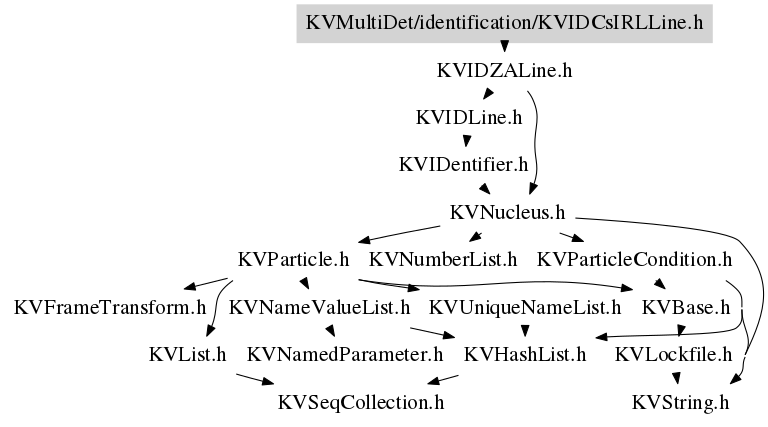 KVMultiDet/identification/KVIDCsIRLLine.h
KVIDZALine.h
KVIDLine.h
KVIDentifier.h
KVNucleus.h
KVParticle.h KVNumberList.h KVParticleCondition.h
KVFrameTransform.h KVNameValueList.h KVUniqueNameList.h KVBase.h
KVList.h KVNamedParameter.h KVHashList.h KVLockfile.h
KVSeqCollection.h KVString.h